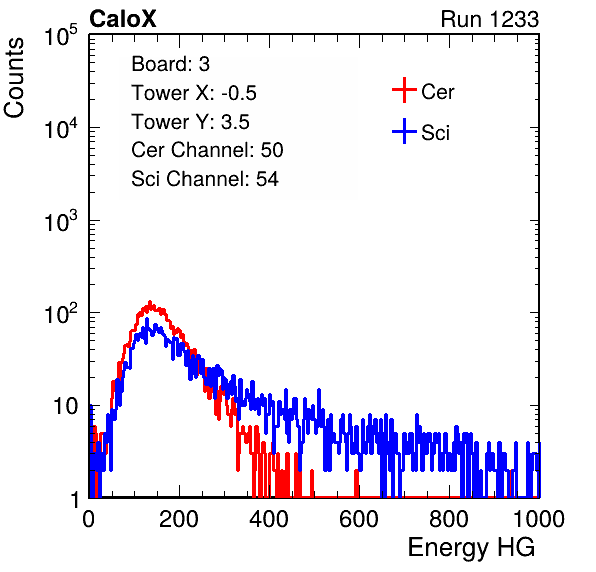 CaloX Run 1233
Counts
Board: 3
Tower X: -0.5
Tower Y: 3.5
Cer Channel: 50
Sci Channel: 54
Cer
Sci
10^5
10^4
10^3
10^2
10
1
0 200 400 600 800 1000
Energy HG